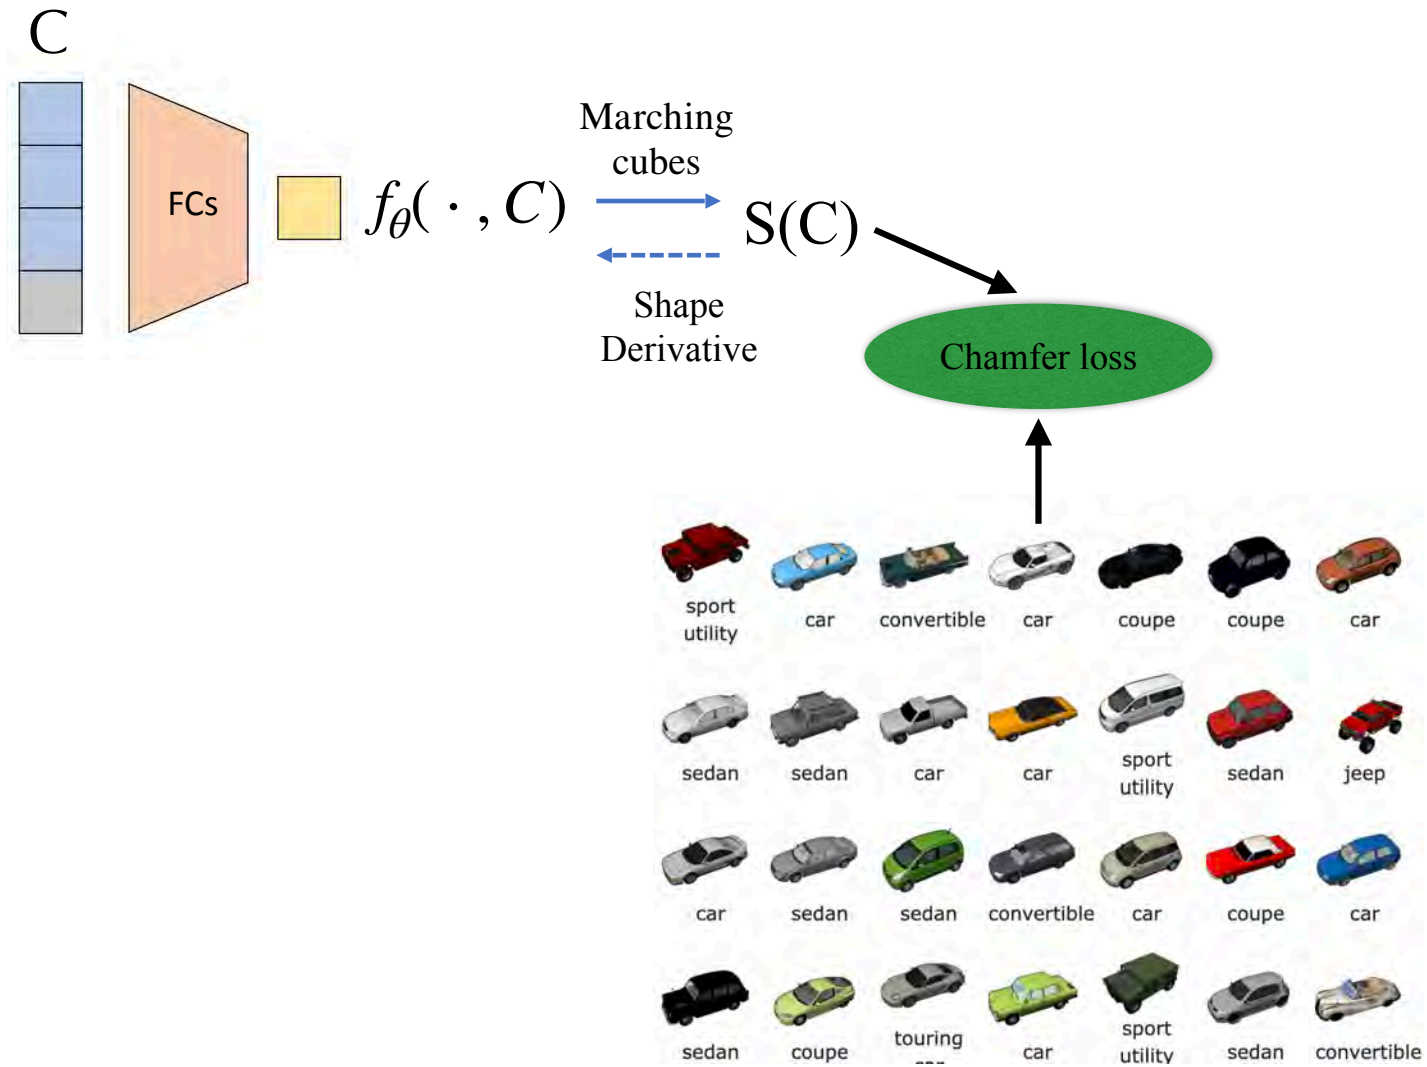 C
FCs
f_θ( · , C)
Marching
cubes
S(C)
Shape
Derivative
Chamfer loss
sport
utility
car
convertible
car
coupe
coupe
car
sedan
sedan
car
car
sport
utility
sedan
jeep
car
sedan
sedan
convertible
car
coupe
car
sedan
coupe
touring
car
sport
utility
sedan
convertible